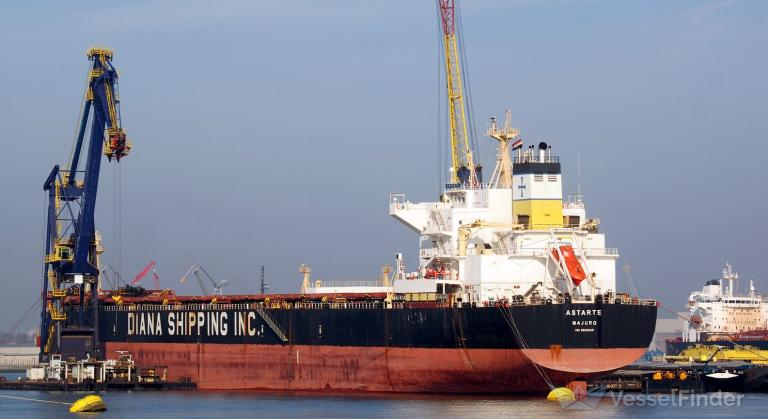 DIANA SHIPPING INC.
ASTARTE
MAJURO
VesselFinder